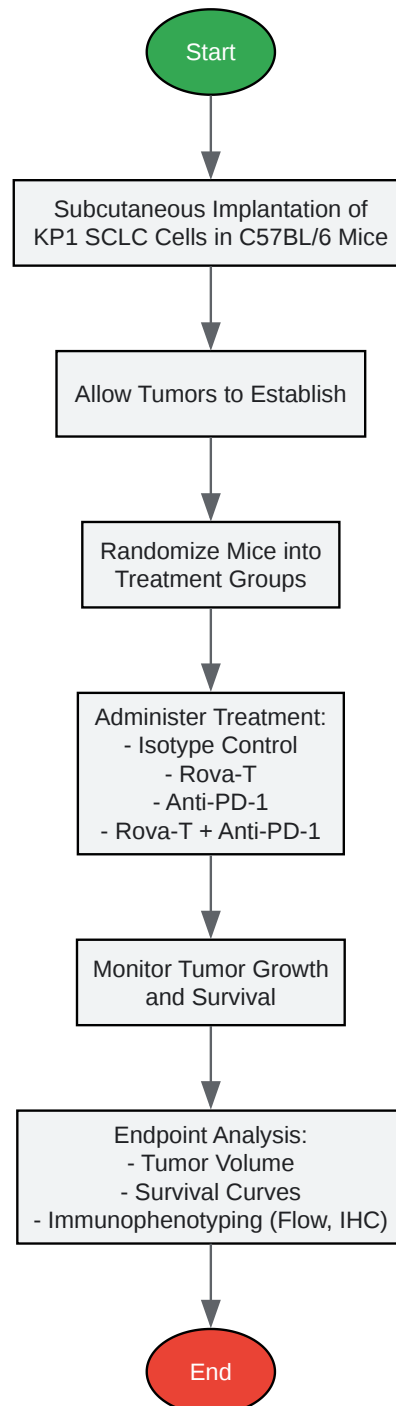 Start
Subcutaneous Implantation of
KP1 SCLC Cells in C57BL/6 Mice
Allow Tumors to Establish
Randomize Mice into
Treatment Groups
Administer Treatment:
- Isotype Control
- Rova-T
- Anti-PD-1
- Rova-T + Anti-PD-1
Monitor Tumor Growth
and Survival
Endpoint Analysis:
- Tumor Volume
- Survival Curves
- Immunophenotyping (Flow, IHC)
End